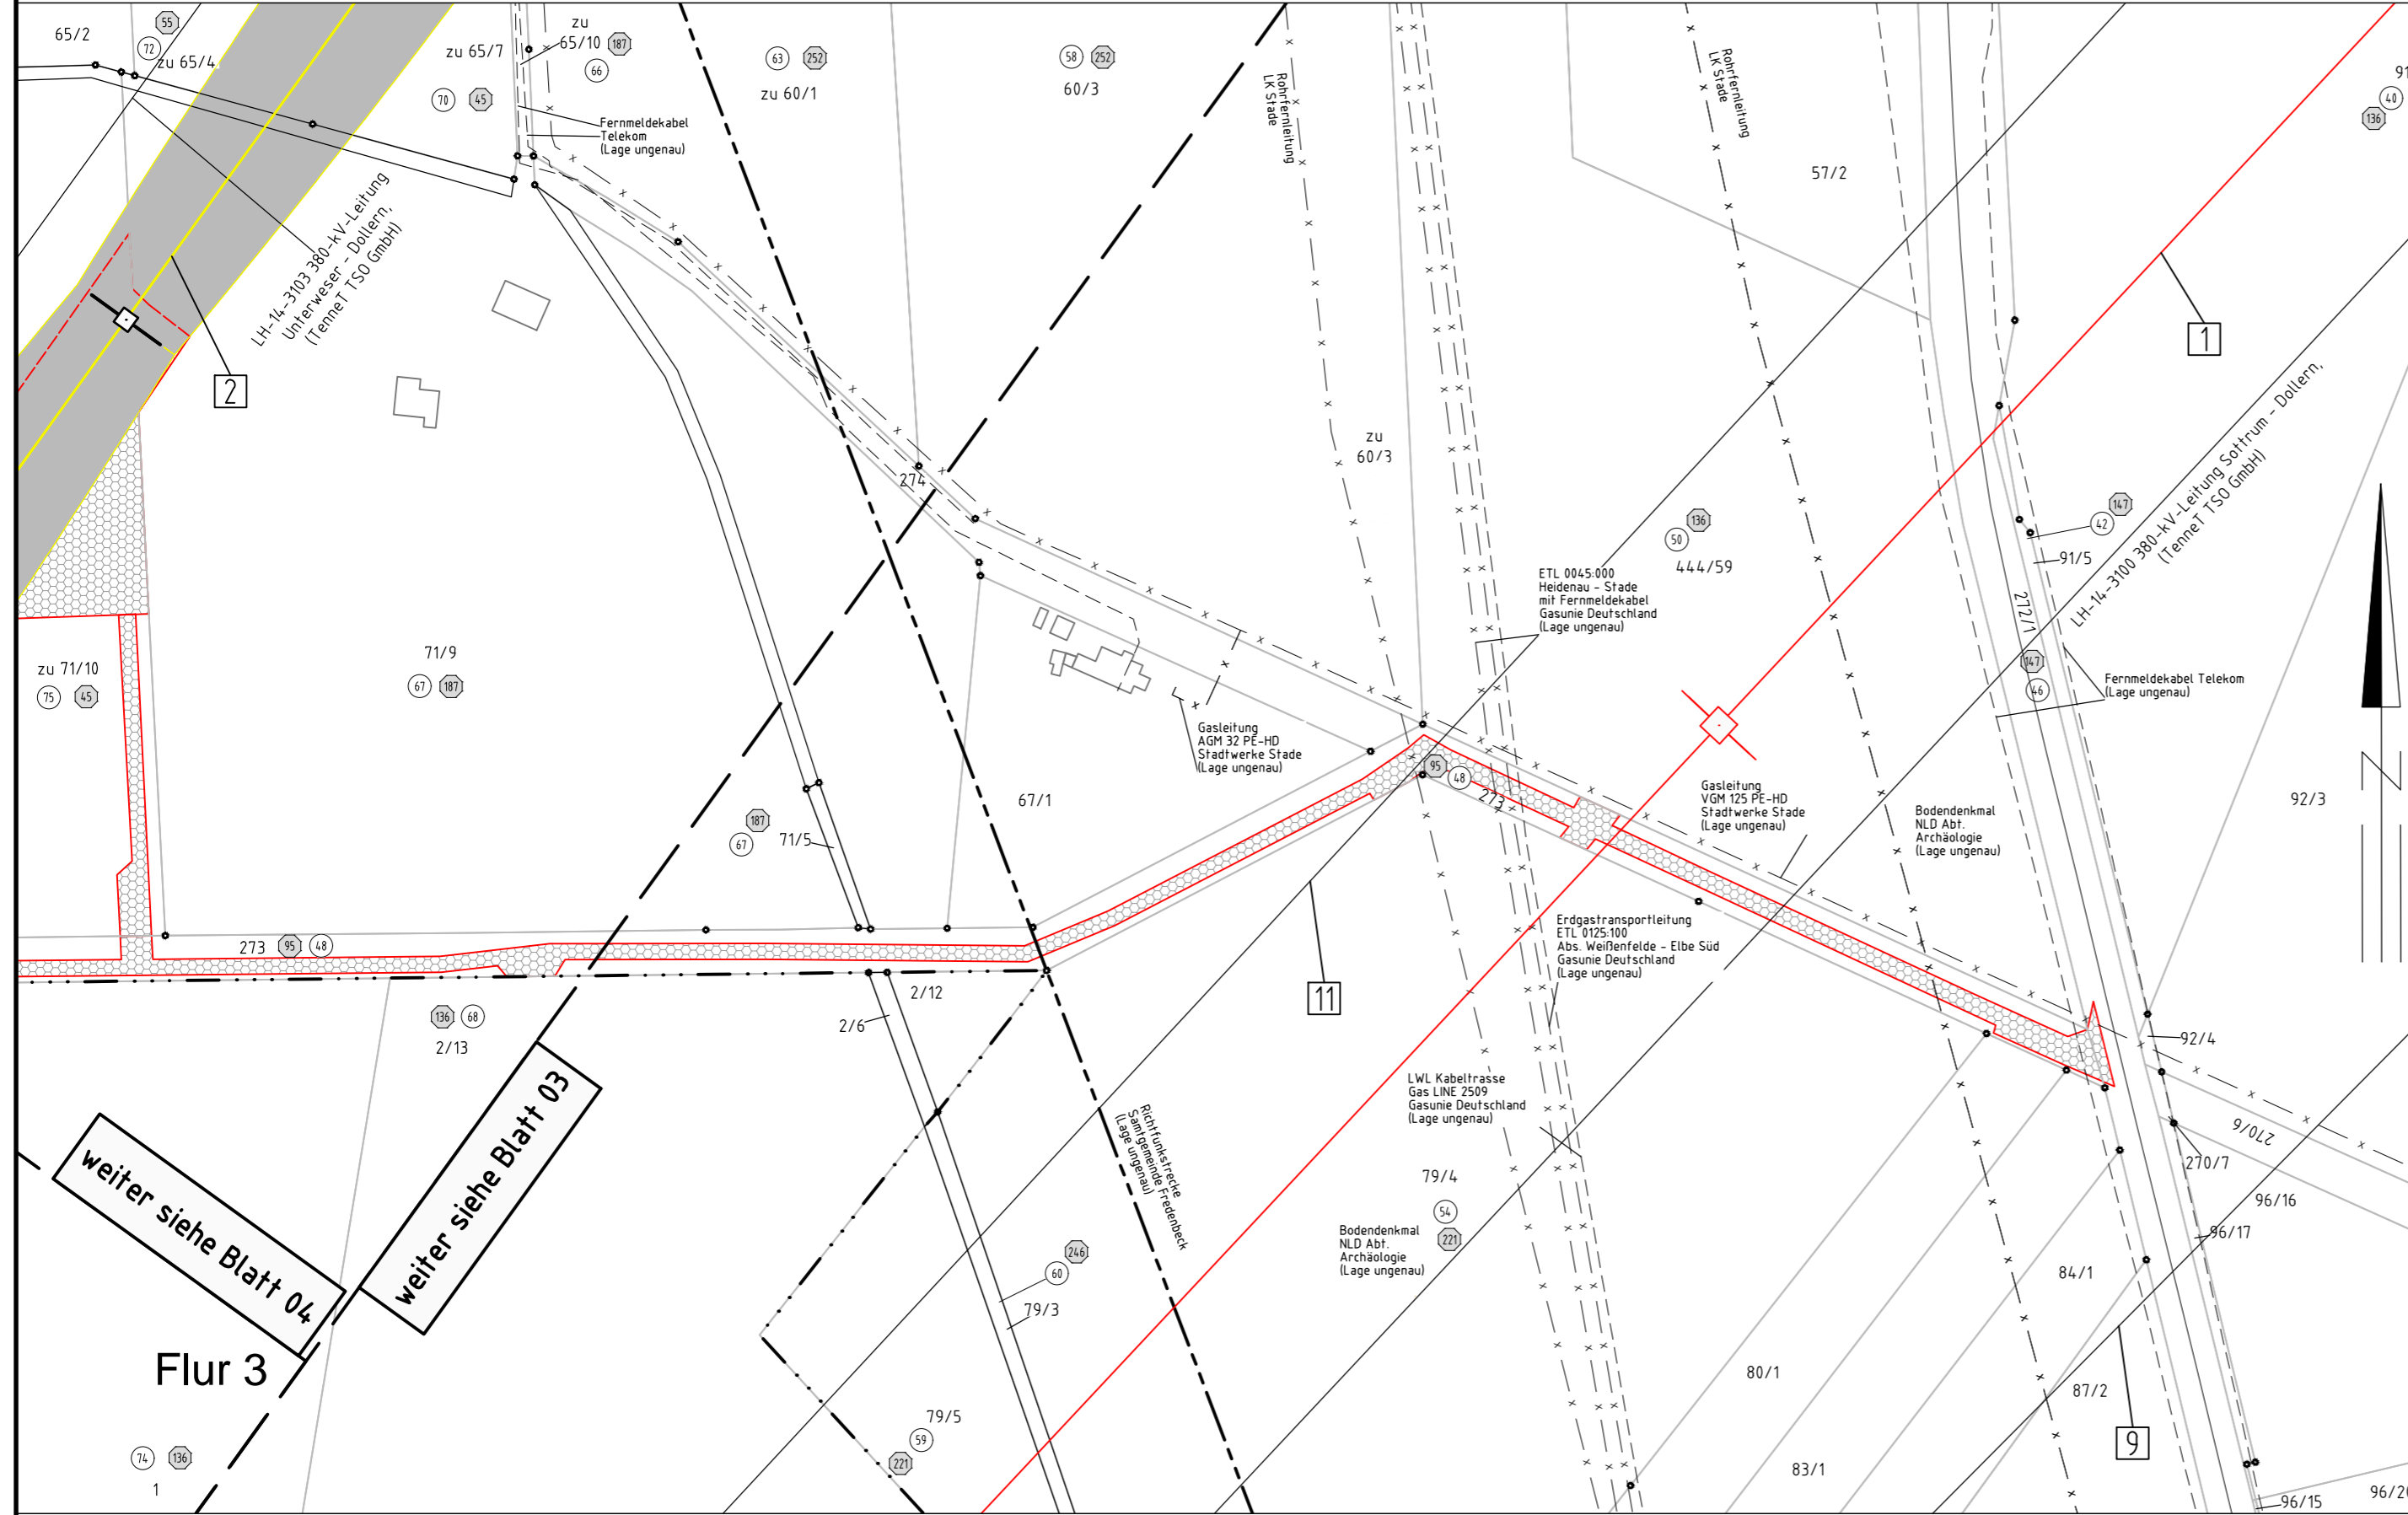 65/2
55
72
zu 65/4
zu 65/7
zu
65/10
187
66
70
45
63
252
zu 60/1
58
252
60/3
57/2
40
136
Fernmeldekabel
Telekom
(Lage ungenau)
Rohrfernleitung
LK Stade
Rohrfernleitung
LK Stade
LH-14-3103 380-kV-Leitung
Unterweser - Dollern,
(TenneT TSO GmbH)
2
1
LH-14-3100 380-kV-Leitung Sottrum - Dollern,
(TenneT TSO GmbH)
zu
60/3
274
136
50
444/59
147
42
91/5
272/1
147
46
ETL 0045:000
Heidenau - Stade
mit Fernmeldekabel
Gasunie Deutschland
(Lage ungenau)
Fernmeldekabel Telekom
(Lage ungenau)
zu 71/10
75
45
71/9
67
187
Gasleitung
AGM 32 PE-HD
Stadtwerke Stade
(Lage ungenau)
95
48
273
Gasleitung
VGM 125 PE-HD
Stadtwerke Stade
(Lage ungenau)
Bodendenkmal
NLD Abt.
Archäologie
(Lage ungenau)
92/3
N
67/1
187
67
71/5
273
95
48
Erdgastransportleitung
ETL 0125:100
Abs. Weißenfelde - Elbe Süd
Gasunie Deutschland
(Lage ungenau)
11
2/12
2/6
136
68
2/13
92/4
270/6
270/7
LWL Kabeltrasse
Gas LINE 2509
Gasunie Deutschland
(Lage ungenau)
Richtfunkstrecke
Samtgemeinde Fredenbeck
(Lage ungenau)
weiter siehe Blatt 04
weiter siehe Blatt 03
79/4
54
221
Bodendenkmal
NLD Abt.
Archäologie
(Lage ungenau)
96/16
96/17
246
60
79/3
84/1
Flur 3
80/1
87/2
79/5
59
221
9
74
136
1
83/1
96/15